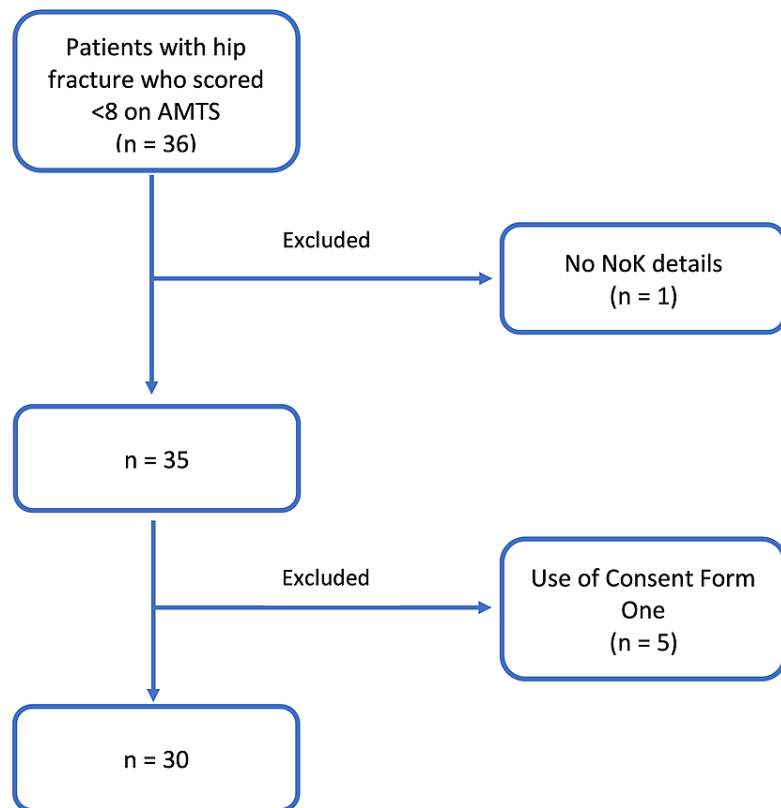 Patients with hip
fracture who scored
<8 on AMTS
(n = 36)
Excluded
No NoK details
(n = 1)
n = 35
Excluded
Use of Consent Form
One
(n = 5)
n = 30